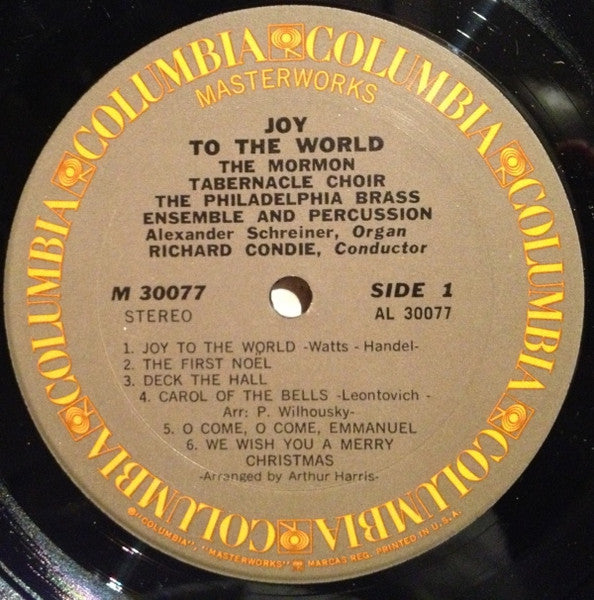 COLUMBIA COLUMBIA COLUMBIA COLUMBIA COLUMBIA COLUMBIA COLUMBIA
MASTERWORKS
JOY
TO THE WORLD
THE MORMON
TABERNACLE CHOIR
THE PHILADELPHIA BRASS
ENSEMBLE AND PERCUSSION
Alexander Schreiner, Organ
RICHARD CONDIE, Conductor
M 30077 SIDE 1
STEREO AL 30077
1. JOY TO THE WORLD -Watts - Handel-
2. THE FIRST NOËL
3. DECK THE HALL
4. CAROL OF THE BELLS -Leontovich -
Arr: P. Wilhousky-
5. O COME, O COME, EMMANUEL
6. WE WISH YOU A MERRY
CHRISTMAS
-Arranged by Arthur Harris-
℗"COLUMBIA", "MASTERWORKS" MARCAS REG. PRINTED IN U.S.A.